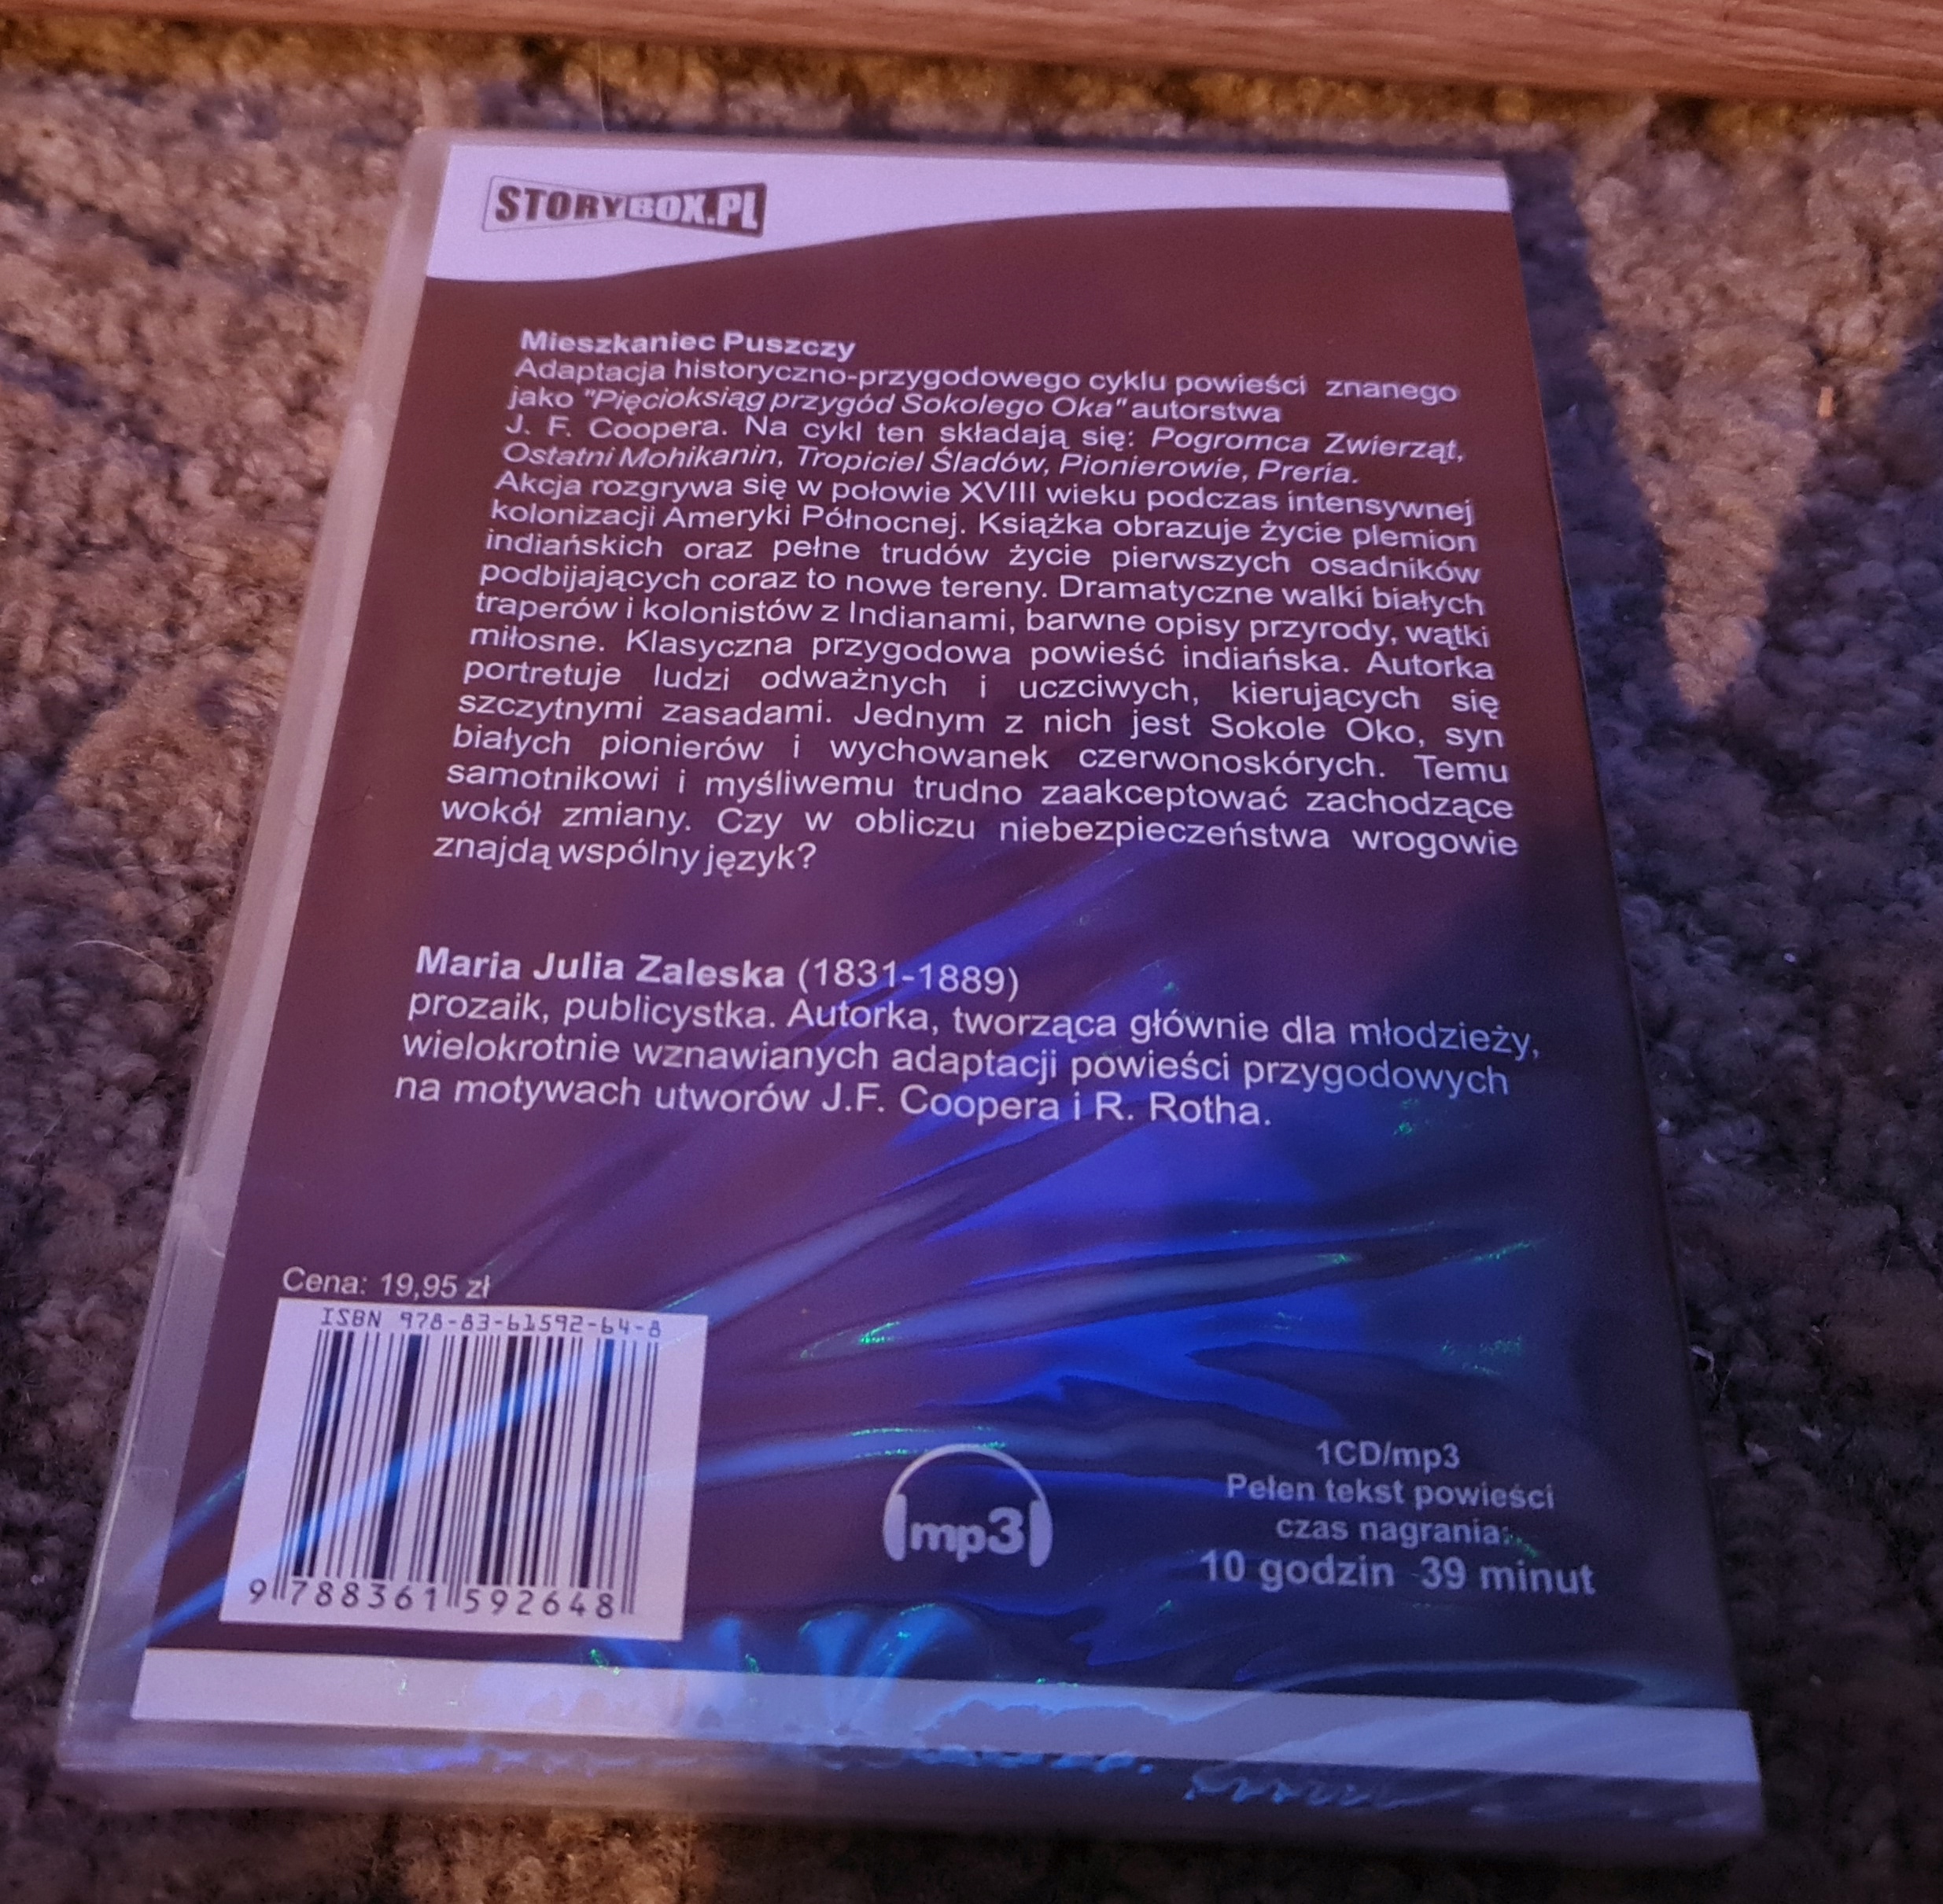 STORYBOX.PL
Mieszkaniec Puszczy
Adaptacja historyczno-przygodowego cyklu powieści znanego
jako "Pięcioksiąg przygód Sokolego Oka" autorstwa
J. F. Coopera. Na cykl ten składają się: Pogromca Zwierząt,
Ostatni Mohikanin, Tropiciel Śladów, Pionierowie, Preria.
Akcja rozgrywa się w połowie XVIII wieku podczas intensywnej
kolonizacji Ameryki Północnej. Książka obrazuje życie plemion
indiańskich oraz pełne trudów życie pierwszych osadników
podbijających coraz to nowe tereny. Dramatyczne walki białych
traperów i kolonistów z Indianami, barwne opisy przyrody, wątki
miłosne. Klasyczna przygodowa powieść indiańska. Autorka
portretuje ludzi odważnych i uczciwych, kierujących się
szczytnymi zasadami. Jednym z nich jest Sokole Oko, syn
białych pionierów i wychowanek czerwonoskórych. Temu
samotnikowi i myśliwemu trudno zaakceptować zachodzące
wokół zmiany. Czy w obliczu niebezpieczeństwa wrogowie
znajdą wspólny język?
Maria Julia Zaleska (1831-1889)
prozaik, publicystka. Autorka, tworząca głównie dla młodzieży,
wielokrotnie wznawianych adaptacji powieści przygodowych
na motywach utworów J.F. Coopera i R. Rotha.
Cena: 19,95 zł
ISBN 978-83-61592-64-8
9 788361 592648
mp3
1CD/mp3
Pełen tekst powieści
czas nagrania:
10 godzin 39 minut